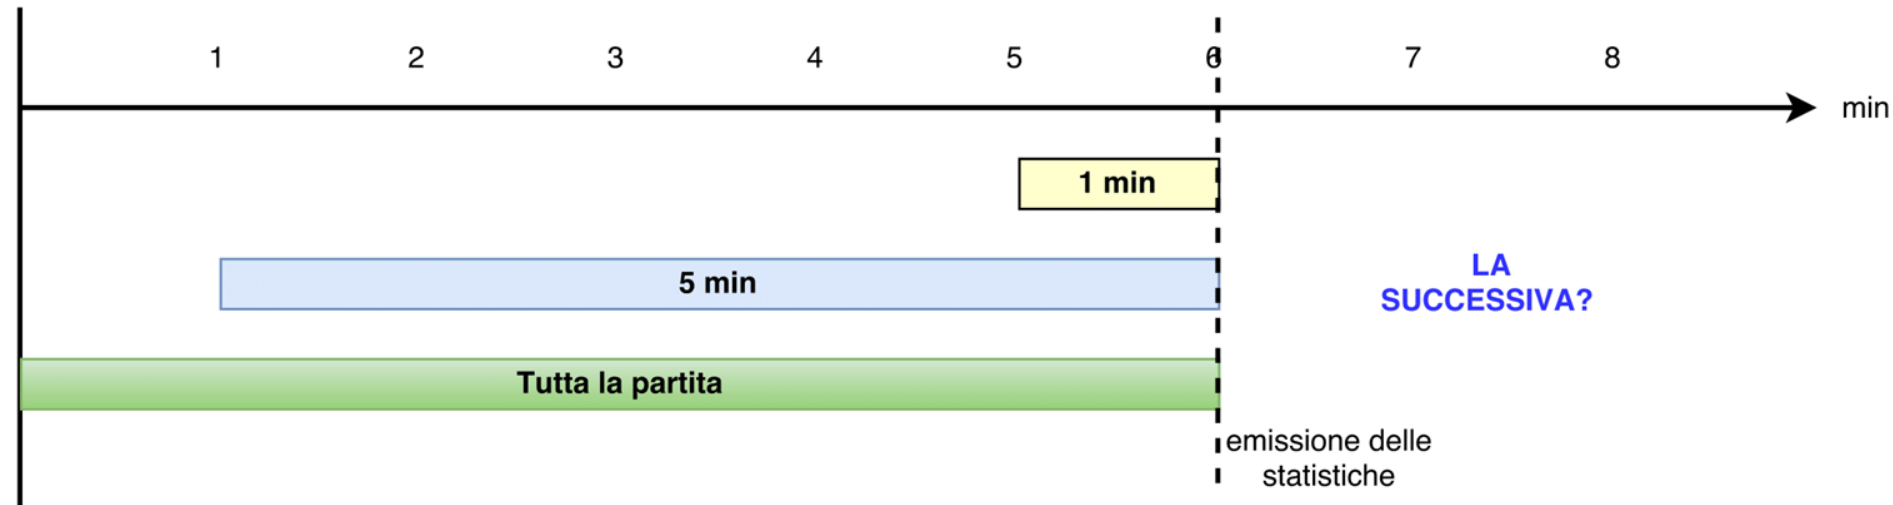 1 2 3 4 5 6 7 8
min
1 min
5 min
LA
SUCCESSIVA?
Tutta la partita
emissione delle
statistiche